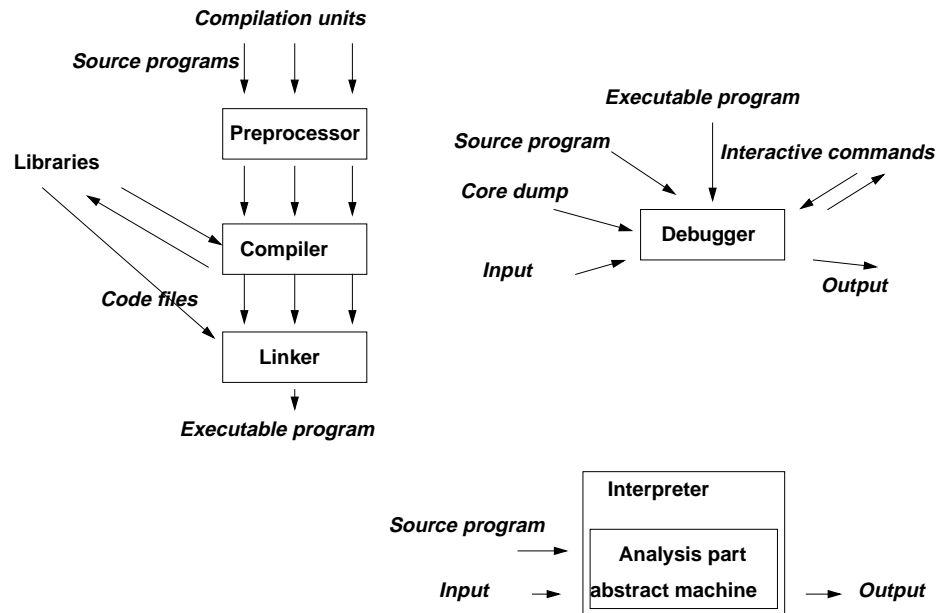 Compilation units
Source programs
Preprocessor
Libraries
Compiler
Code files
Linker
Executable program
Executable program
Source program
Interactive commands
Core dump
Debugger
Input
Output
Interpreter
Source program
Analysis part
Input
abstract machine
Output